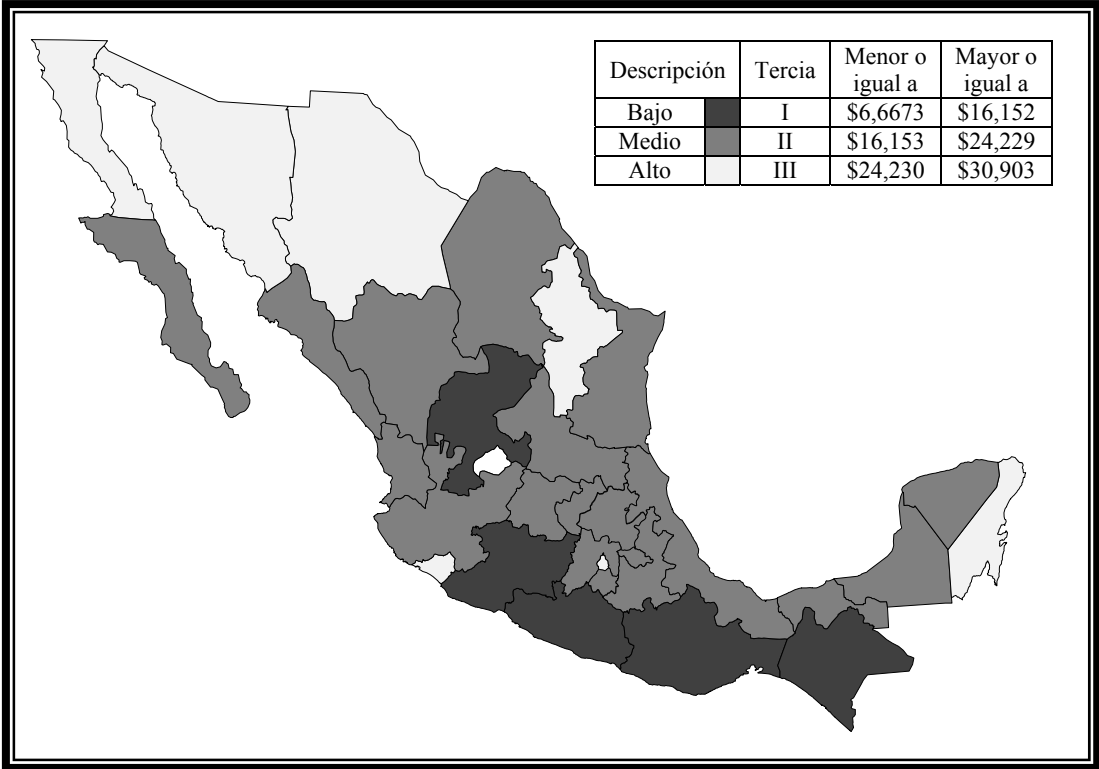 Descripción Tercia Menor o igual a Mayor o igual a
Bajo I $6,6673 $16,152
Medio II $16,153 $24,229
Alto III $24,230 $30,903